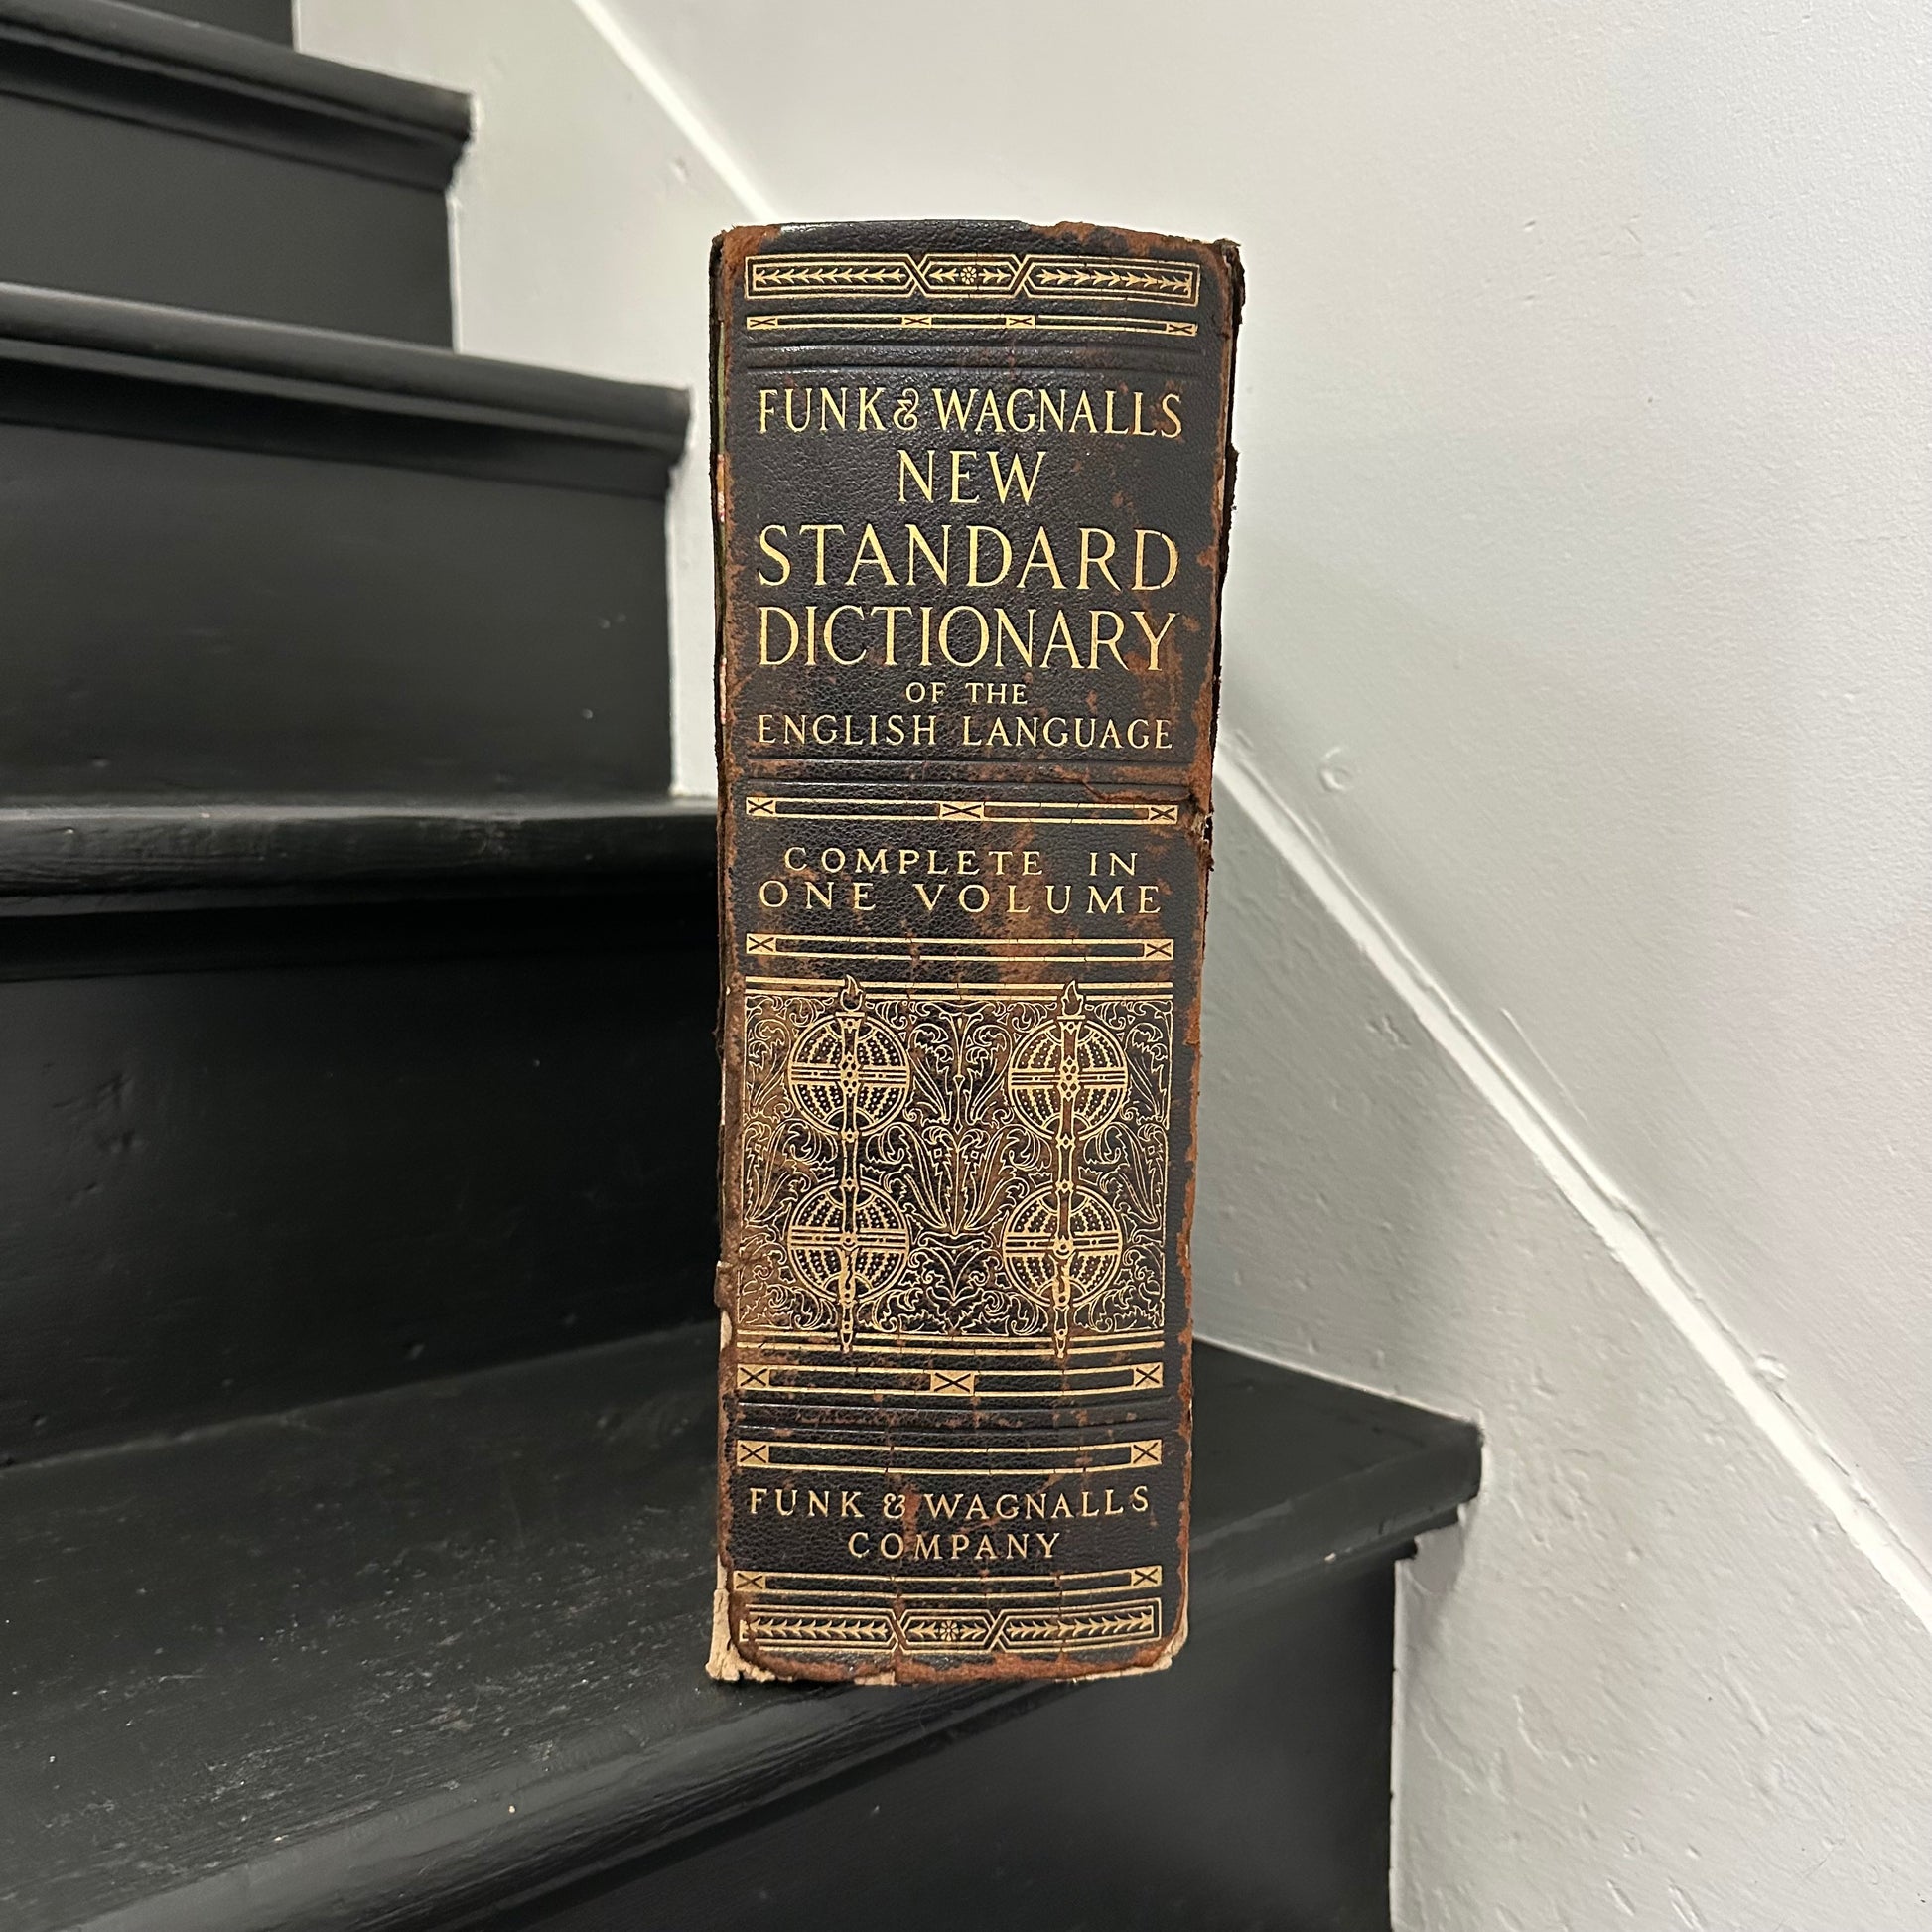 FUNK & WAGNALLS
NEW
STANDARD
DICTIONARY
OF THE
ENGLISH LANGUAGE
COMPLETE IN
ONE VOLUME
FUNK & WAGNALLS
COMPANY